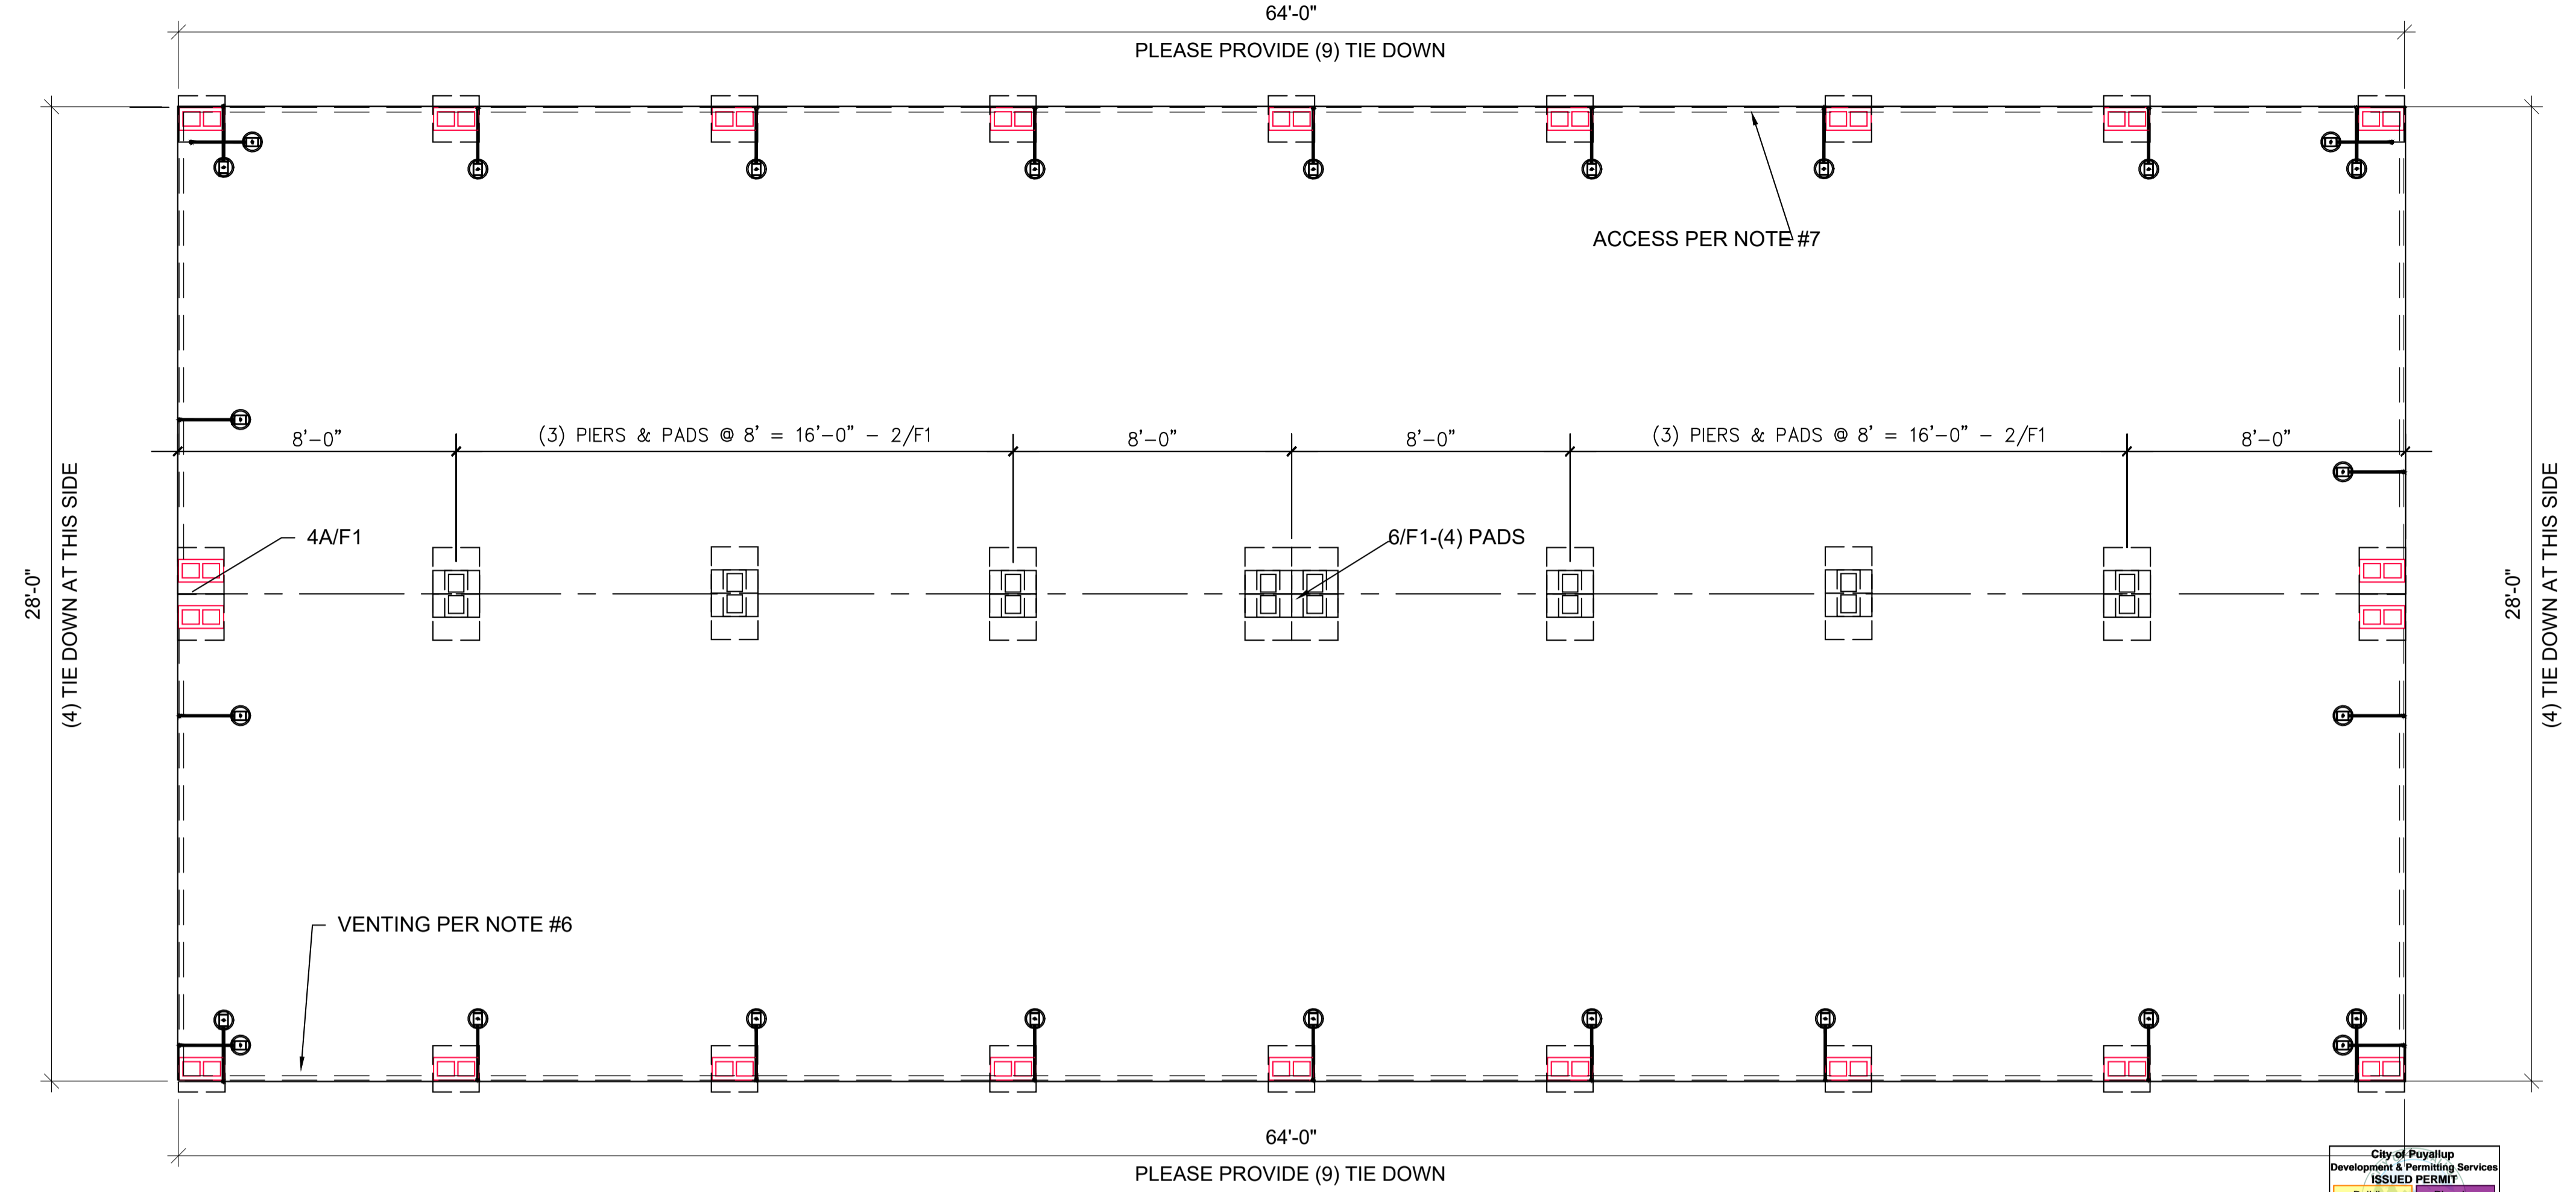 64'-0"
PLEASE PROVIDE (9) TIE DOWN
ACCESS PER NOTE #7
8'-0"
(3) PIERS & PADS @ 8' = 16'-0" - 2/F1
8'-0"
8'-0"
(3) PIERS & PADS @ 8' = 16'-0" - 2/F1
8'-0"
28'-0"
(4) TIE DOWN AT THIS SIDE
4A/F1
6/F1-(4) PADS
28'-0"
(4) TIE DOWN AT THIS SIDE
VENTING PER NOTE #6
64'-0"
PLEASE PROVIDE (9) TIE DOWN
City of Puyallup
Development & Permitting Services
ISSUED PERMIT